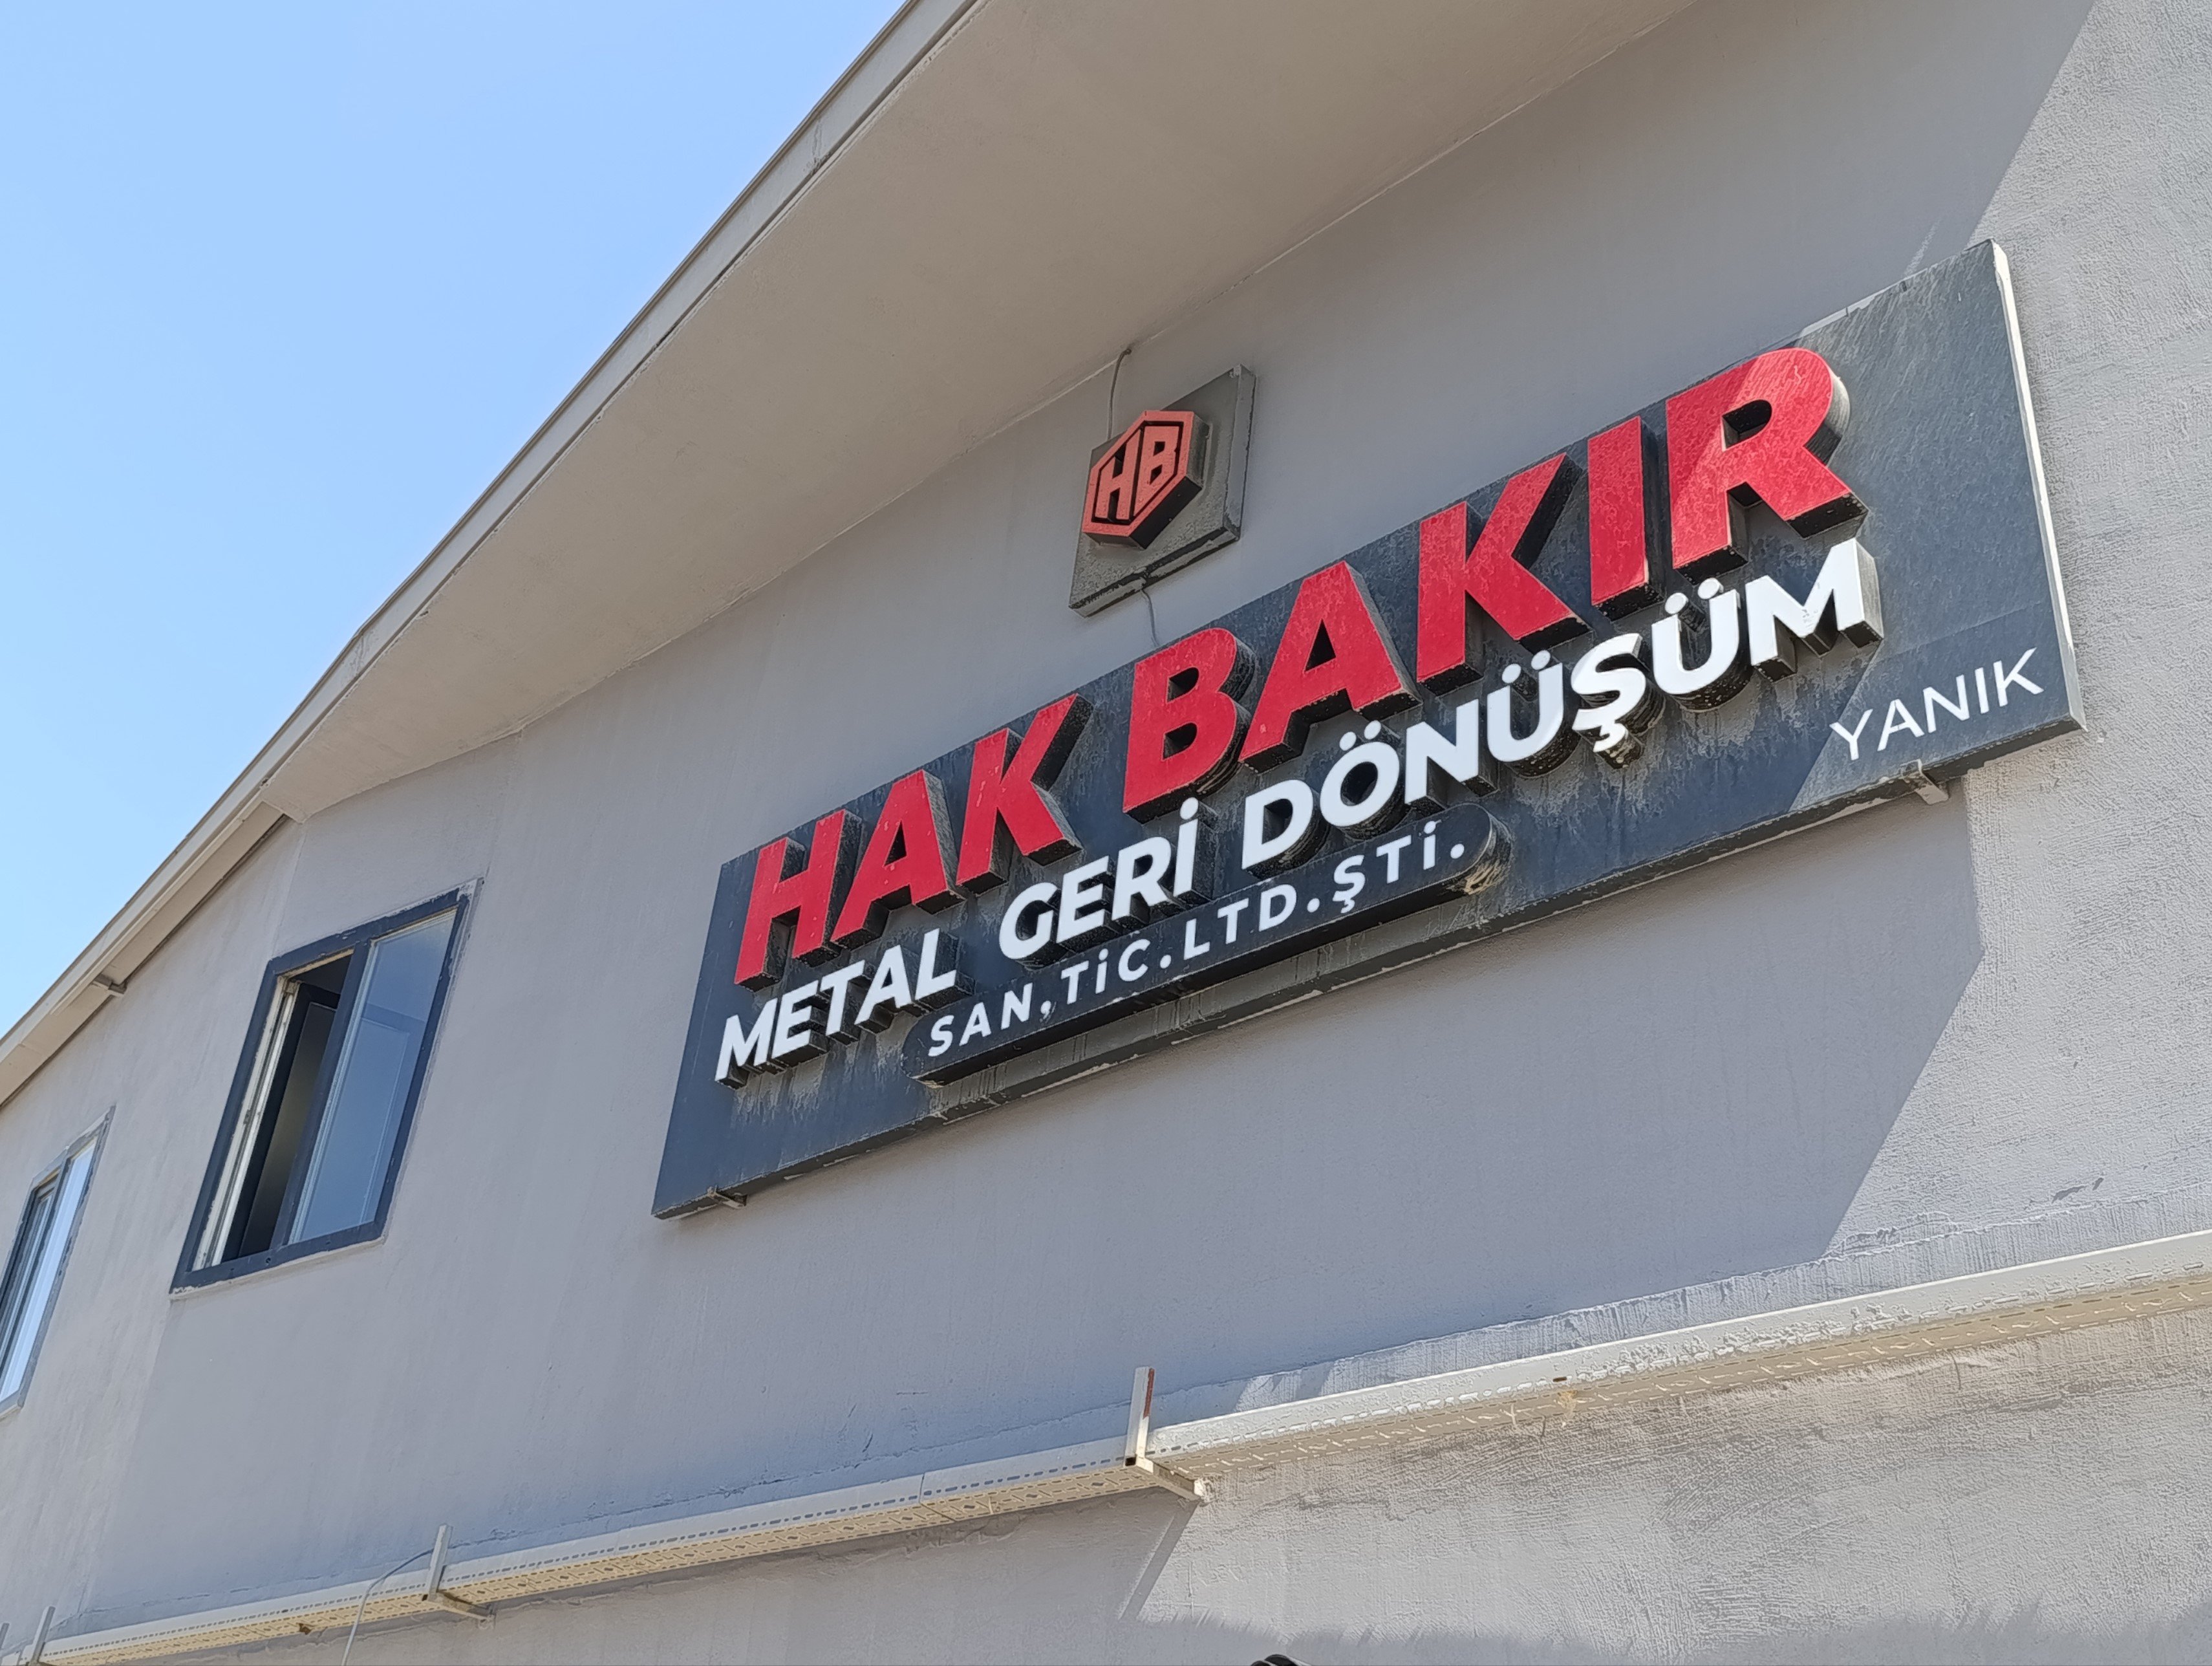 HB
HAK BAKIR
METAL GERİ DÖNÜŞÜM
SAN.TİC.LTD.ŞTİ.
YANIK